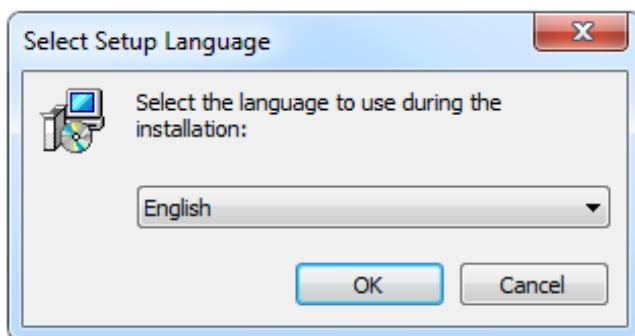 Select Setup Language
Select the language to use during the
installation:
English
OK
Cancel